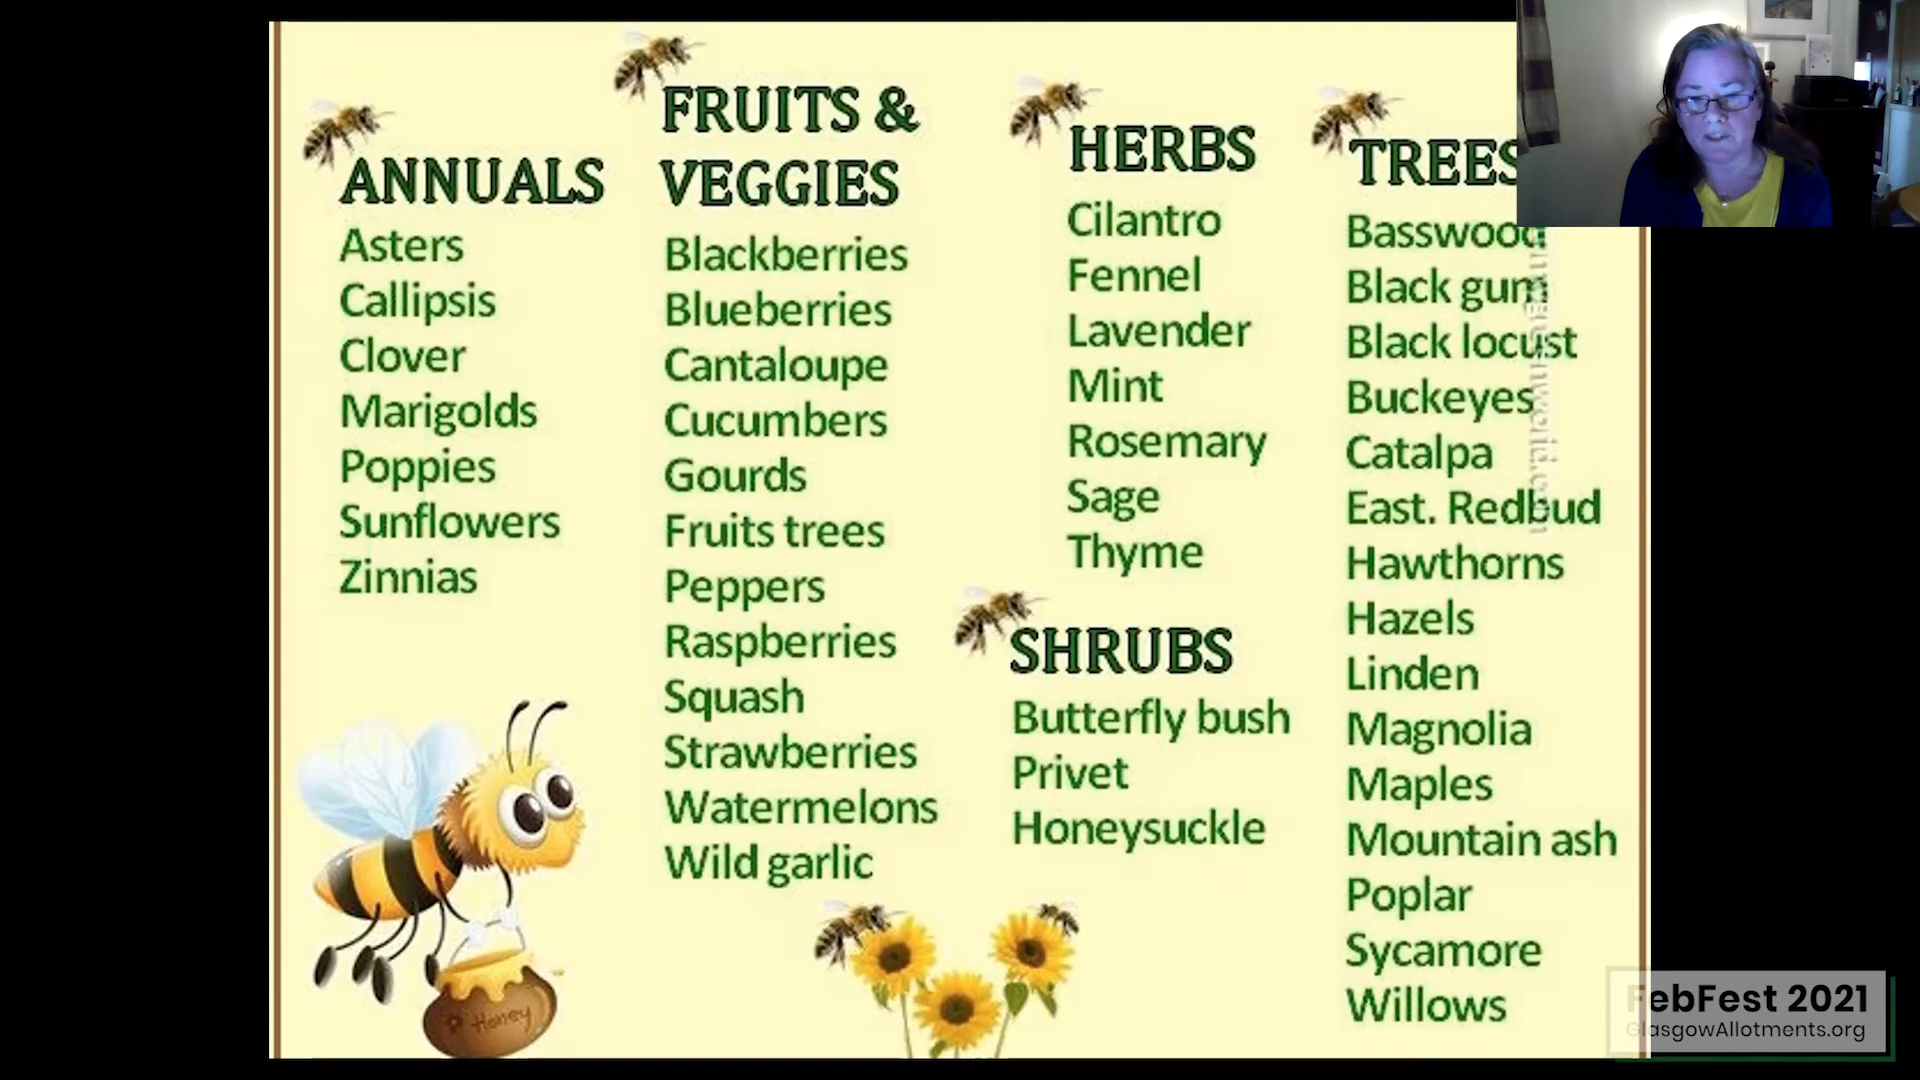 ANNUALS
Asters
Callipsis
Clover
Marigolds
Poppies
Sunflowers
Zinnias
FRUITS &
VEGGIES
Blackberries
Blueberries
Cantaloupe
Cucumbers
Gourds
Fruits trees
Peppers
Raspberries
Squash
Strawberries
Watermelons
Wild garlic
HERBS
Cilantro
Fennel
Lavender
Mint
Rosemary
Sage
Thyme
SHRUBS
Butterfly bush
Privet
Honeysuckle
TREES
Basswood
Black gum
Black locust
Buckeyes
Catalpa
East. Redbud
Hawthorns
Hazels
Linden
Magnolia
Maples
Mountain ash
Poplar
Sycamore
Willows
Honey
FebFest 2021
GlasgowAllotments.org